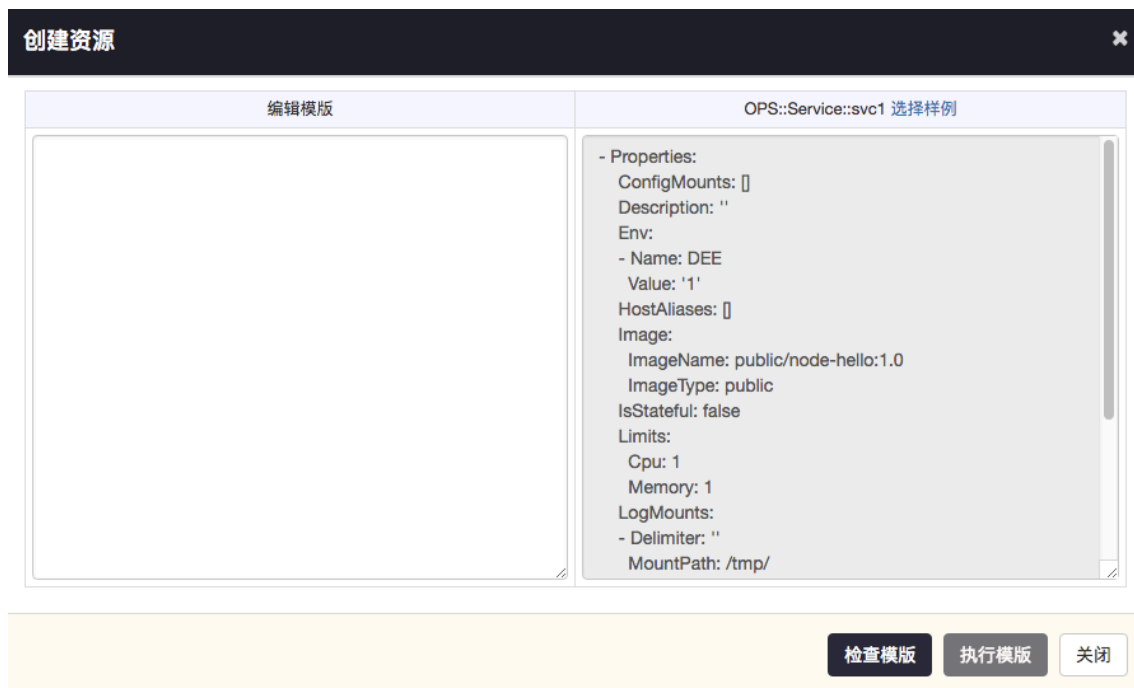 创建资源
编辑模版
OPS::Service::svc1 选择样例
- Properties:
ConfigMounts: []
Description: ''
Env:
- Name: DEE
Value: '1'
HostAliases: []
Image:
ImageName: public/node-hello:1.0
ImageType: public
IsStateful: false
Limits:
Cpu: 1
Memory: 1
LogMounts:
- Delimiter: ''
MountPath: /tmp/
检查模版
执行模版
关闭